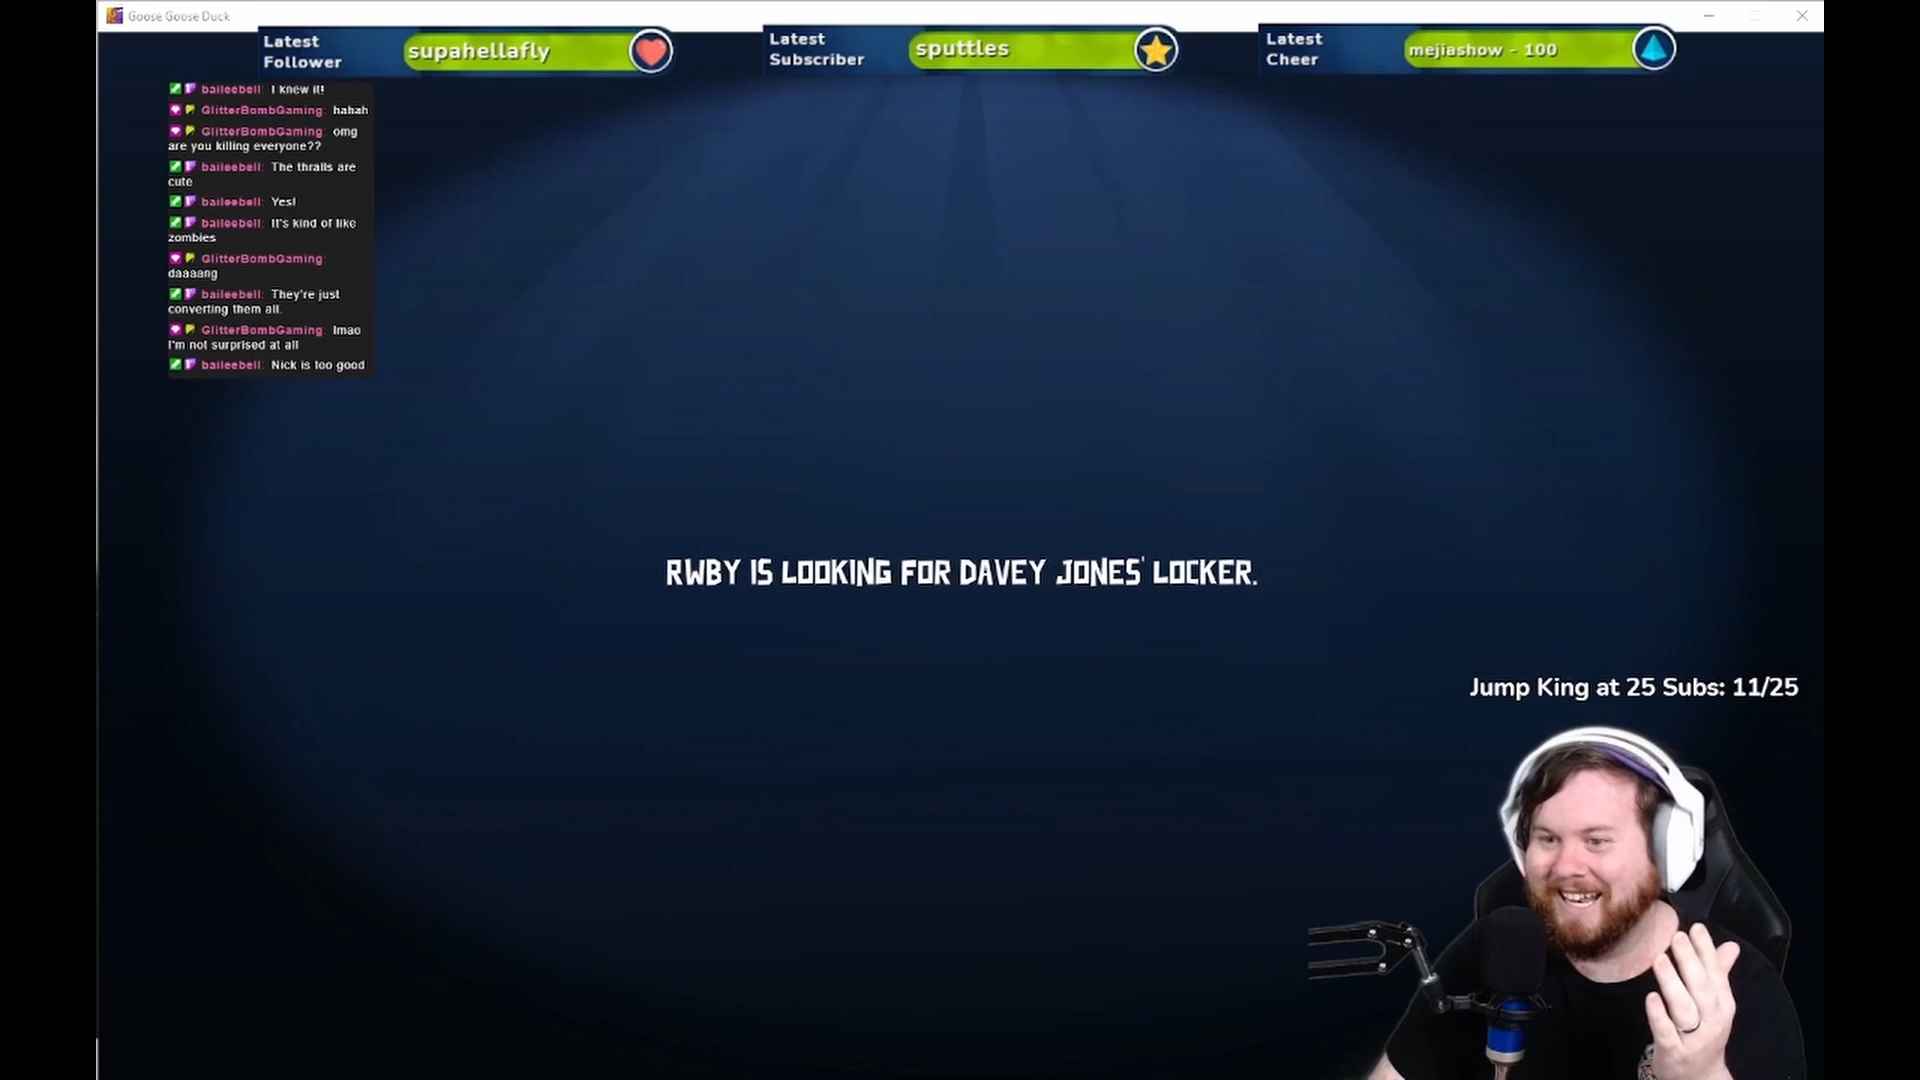 Goose Goose Duck
Latest
Follower
supahellafly
Latest
Subscriber
sputtles
Latest
Cheer
mejiashow - 100
baileebell: I knew it!
GlitterBombGaming: hahah
GlitterBombGaming: omg
are you killing everyone??
baileebell: The thralls are
cute
baileebell: Yes!
baileebell: It's kind of like
zombies
GlitterBombGaming:
daaaang
baileebell: They're just
converting them all.
GlitterBombGaming: lmao
I'm not surprised at all
baileebell: Nick is too good
RWBY IS LOOKING FOR DAVEY JONES' LOCKER.
Jump King at 25 Subs: 11/25